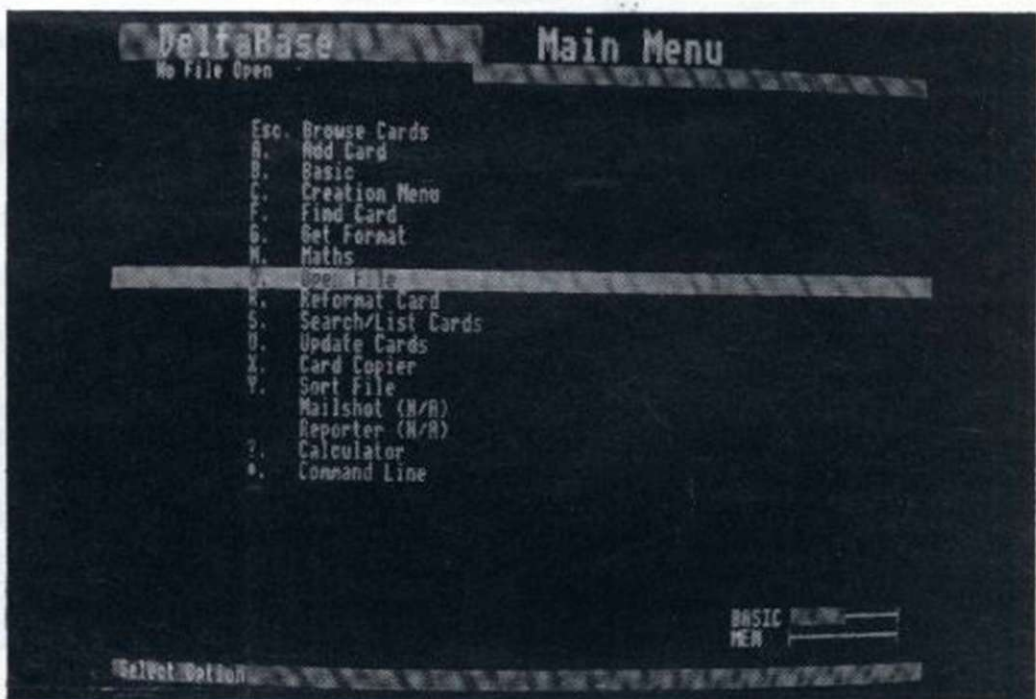 DeltaBase Main Menu
No File Open
Esc. Browse Cards
A. Add Card
B. Basic
C. Creation Menu
F. Find Card
G. Get Format
M. Maths
O. Open File
R. Reformat Card
S. Search/List Cards
U. Update Cards
X. Card Copier
Y. Sort File
Mailshot (N/A)
Reporter (N/A)
?. Calculator
*. Command Line
BASIC
MEM
Select Option